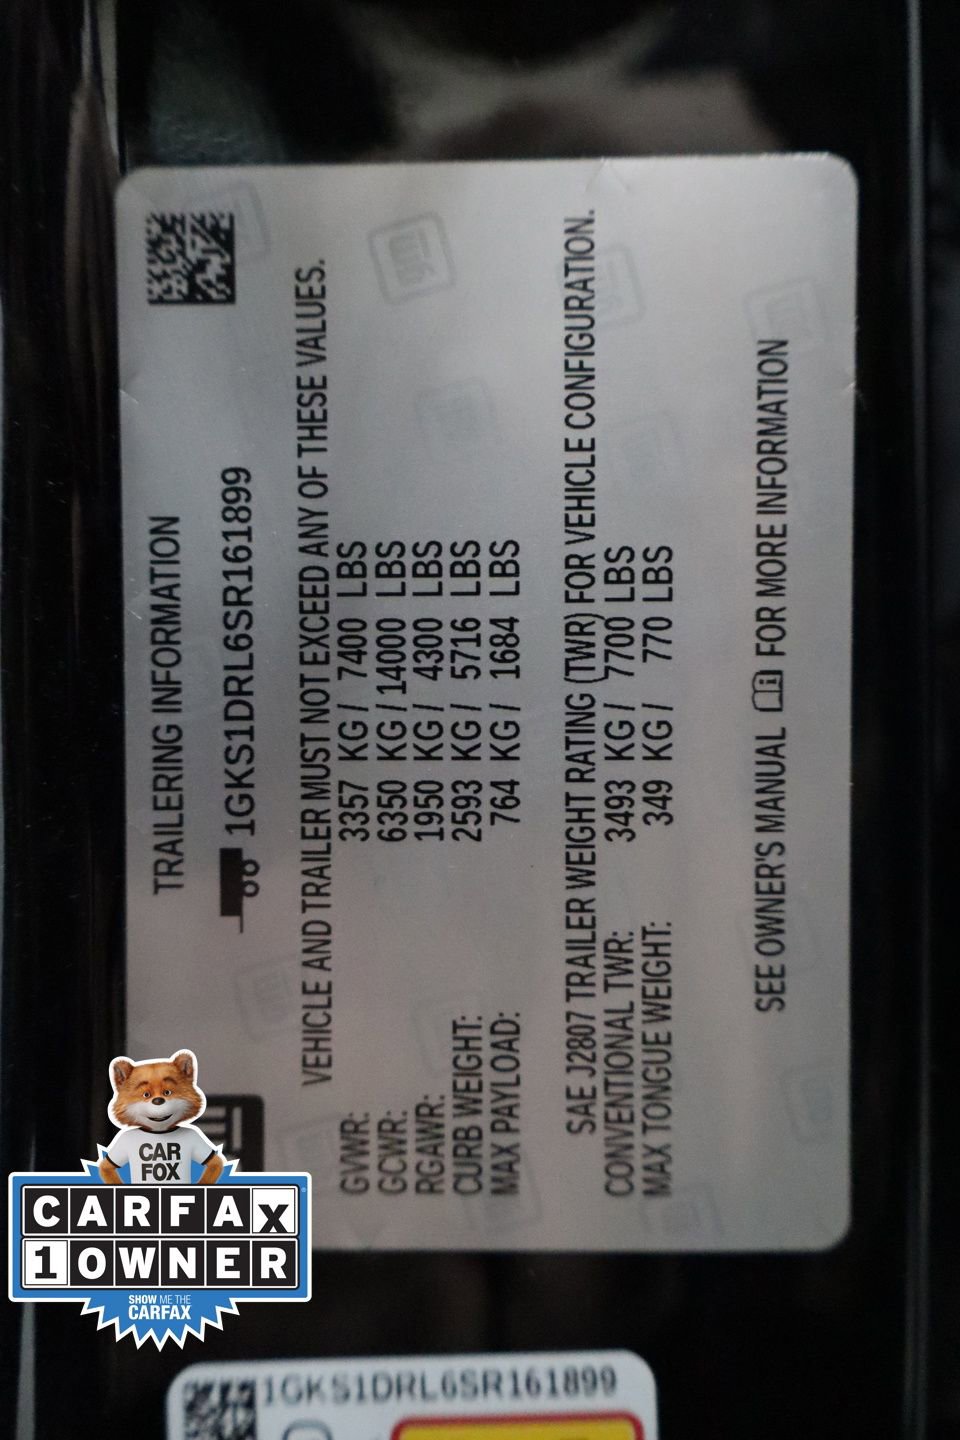 TRAILERING INFORMATION
1GKS1DRL6SR161899
VEHICLE AND TRAILER MUST NOT EXCEED ANY OF THESE VALUES.
GVWR: 3357 KG / 7400 LBS
GCWR: 6350 KG / 14000 LBS
RGAWR: 1950 KG / 4300 LBS
CURB WEIGHT: 2593 KG / 5716 LBS
MAX PAYLOAD: 764 KG / 1684 LBS
SAE J2807 TRAILER WEIGHT RATING (TWR) FOR VEHICLE CONFIGURATION.
CONVENTIONAL TWR: 3493 KG / 7700 LBS
MAX TONGUE WEIGHT: 349 KG / 770 LBS
SEE OWNER'S MANUAL FOR MORE INFORMATION
CAR
FOX
CARFAX
1 OWNER
SHOW ME THE
CARFAX
1GKS1DRL6SR161899